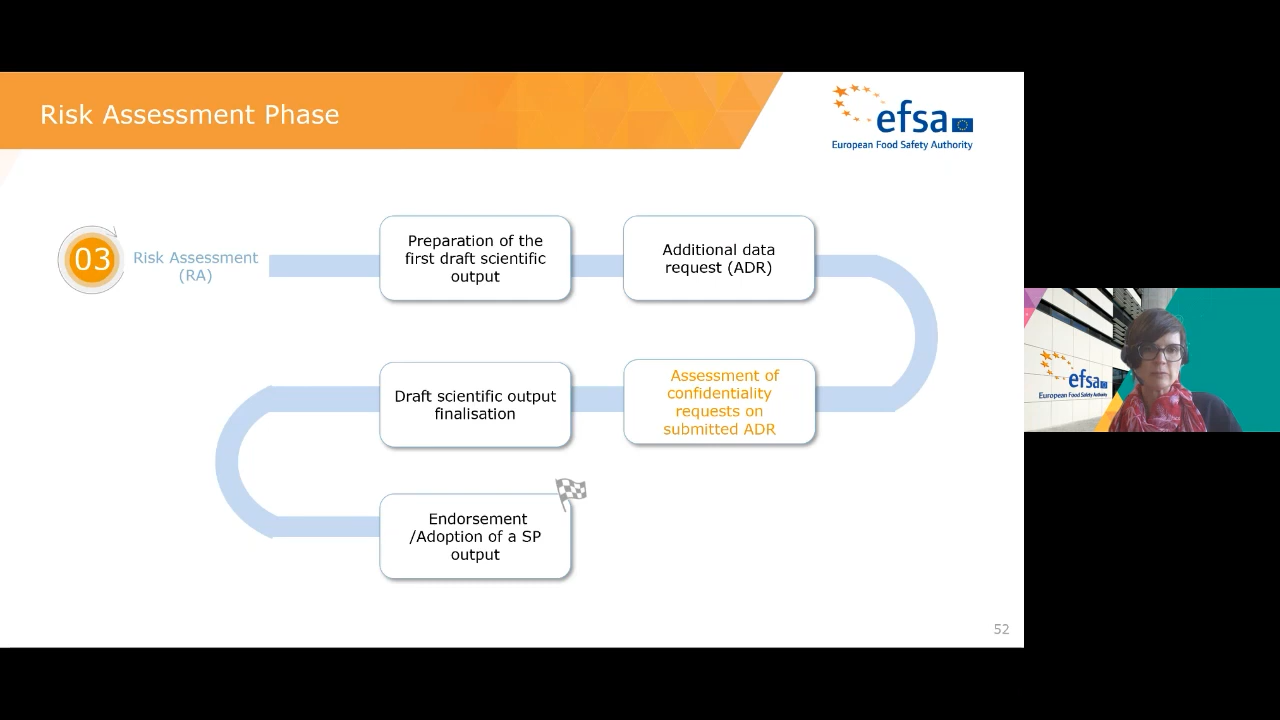 Risk Assessment Phase
efsa
European Food Safety Authority
03
Risk Assessment
(RA)
Preparation of the
first draft scientific
output
Additional data
request (ADR)
Assessment of
confidentiality
requests on
submitted ADR
Draft scientific output
finalisation
Endorsement
/Adoption of a SP
output
52
efsa
European Food Safety Authority